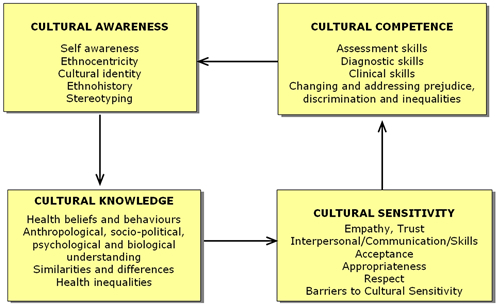 CULTURAL AWARENESS
Self awareness
Ethnocentricity
Cultural identity
Ethnohistory
Stereotyping
CULTURAL COMPETENCE
Assessment skills
Diagnostic skills
Clinical skills
Changing and addressing prejudice,
discrimination and inequalities
CULTURAL KNOWLEDGE
Health beliefs and behaviours
Anthropological, socio-political,
psychological and biological
understanding
Similarities and differences
Health inequalities
CULTURAL SENSITIVITY
Empathy, Trust
Interpersonal/Communication/Skills
Acceptance
Appropriateness
Respect
Barriers to Cultural Sensitivity